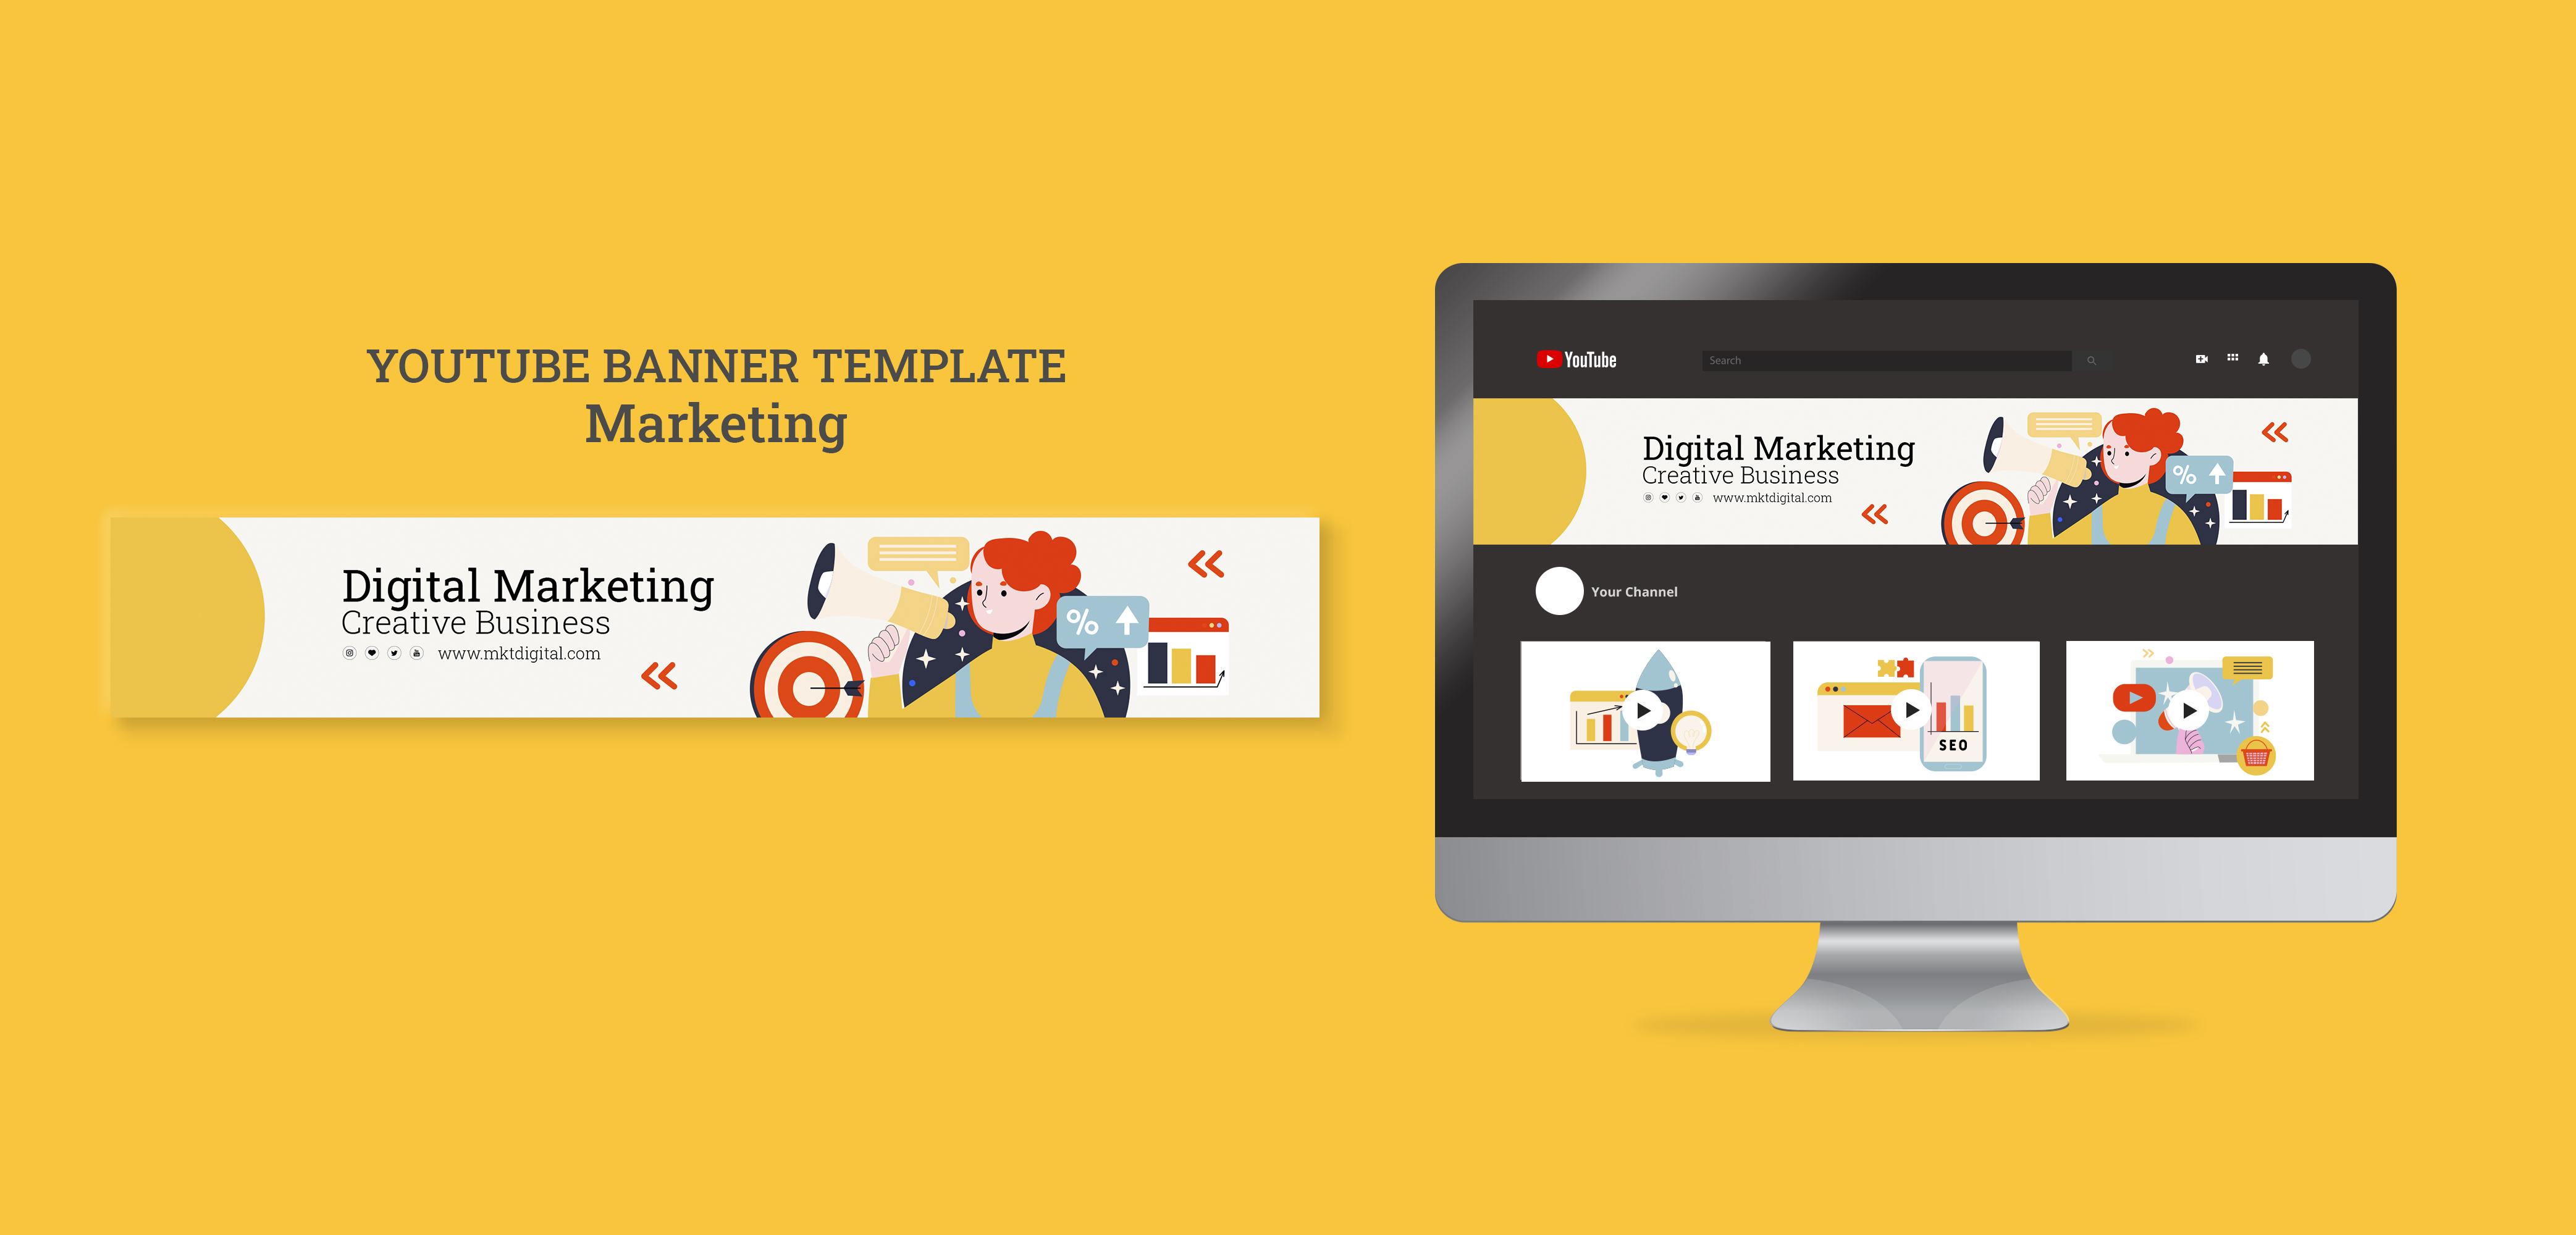 YOUTUBE BANNER TEMPLATE
Marketing
Digital Marketing
Creative Business
www.mktdigital.com
%
YouTube
Search
Digital Marketing
Creative Business
www.mktdigital.com
%
Your Channel
SEO